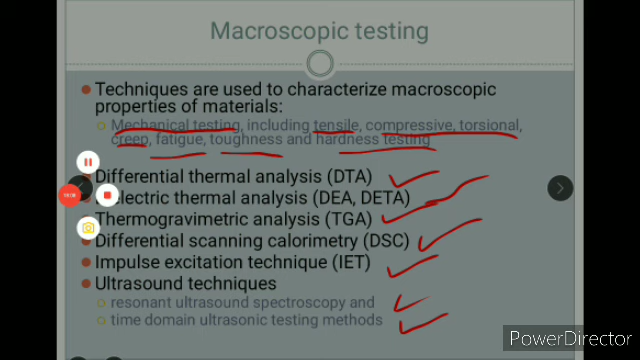 Macroscopic testing
Techniques are used to characterize macroscopic
properties of materials:
Mechanical testing, including tensile, compressive, torsional,
creep, fatigue, toughness and hardness testing
Differential thermal analysis (DTA)
electric thermal analysis (DEA, DETA)
Thermogravimetric analysis (TGA)
Differential scanning calorimetry (DSC)
Impulse excitation technique (IET)
Ultrasound techniques
resonant ultrasound spectroscopy and
time domain ultrasonic testing methods
PowerDirector